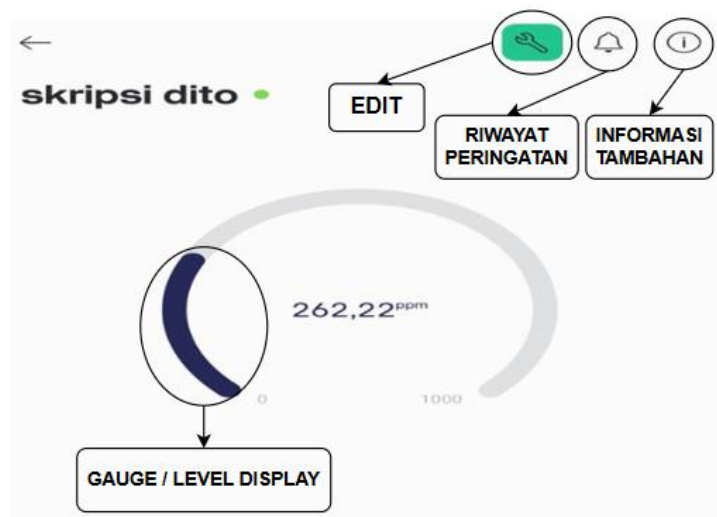 skripsi dito
EDIT
RIWAYAT
PERINGATAN
INFORMASI
TAMBAHAN
262,22ppm
0
1000
GAUGE / LEVEL DISPLAY